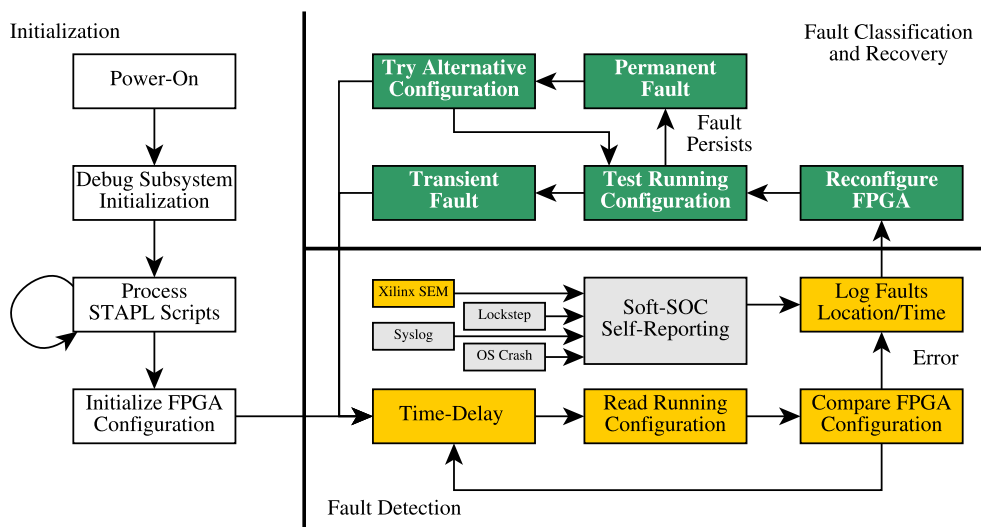 Initialization
Power-On
Debug Subsystem
Initialization
Process
STAPL Scripts
Initialize FPGA
Configuration
Fault Classification
and Recovery
Try Alternative
Configuration
Permanent
Fault
Fault
Persists
Transient
Fault
Test Running
Configuration
Reconfigure
FPGA
Xilinx SEM
Lockstep
Syslog
OS Crash
Soft-SOC
Self-Reporting
Log Faults
Location/Time
Error
Time-Delay
Read Running
Configuration
Compare FPGA
Configuration
Fault Detection